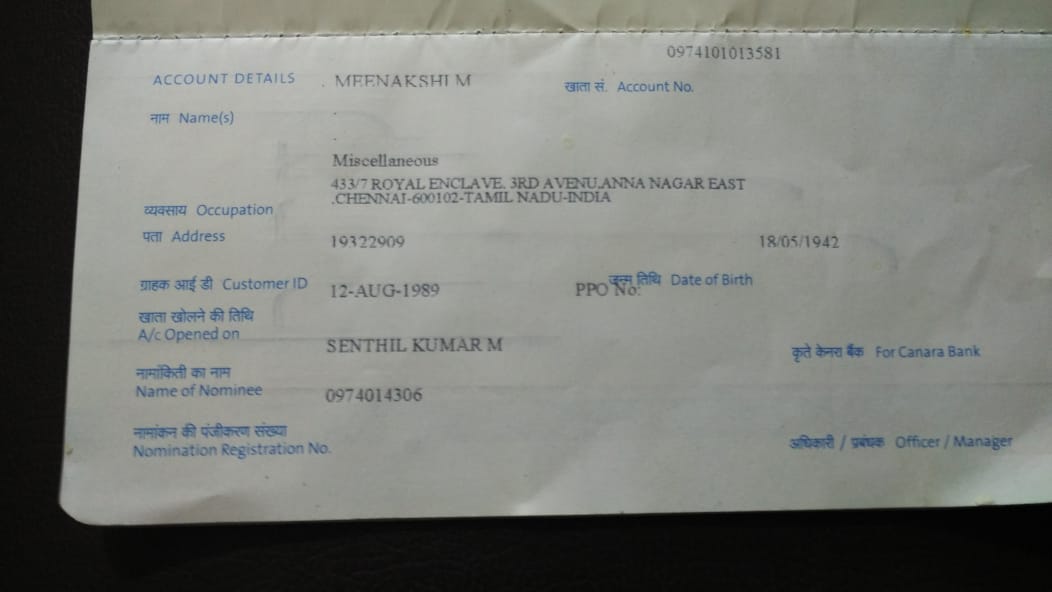 0974101013581
ACCOUNT DETAILS . MEENAKSHI M खाता सं. Account No.
नाम Name(s)
Miscellaneous
433/7 ROYAL ENCLAVE, 3RD AVENU,ANNA NAGAR EAST
,CHENNAI-600102-TAMIL NADU-INDIA
व्यवसाय Occupation
पता Address 19322909 18/05/1942
ग्राहक आई डी Customer ID 12-AUG-1989 PPO No: जन्म तिथि Date of Birth
खाता खोलने की तिथि
A/c Opened on SENTHIL KUMAR M कृते केनरा बैंक For Canara Bank
नामांकिती का नाम
Name of Nominee 0974014306
नामांकन की पंजीकरण संख्या
Nomination Registration No. अधिकारी / प्रबंधक Officer / Manager